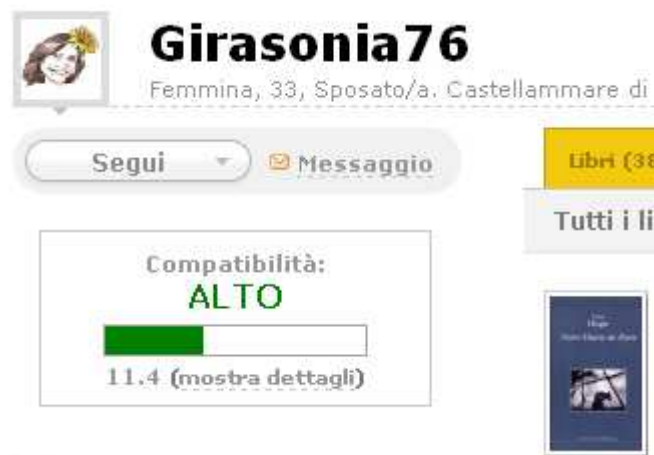 Girasonia76
Femmina, 33, Sposato/a. Castellammare di
Segui
Messaggio
Libri (38
Tutti i li
Compatibilità:
ALTO
11.4 (mostra dettagli)
Hugo